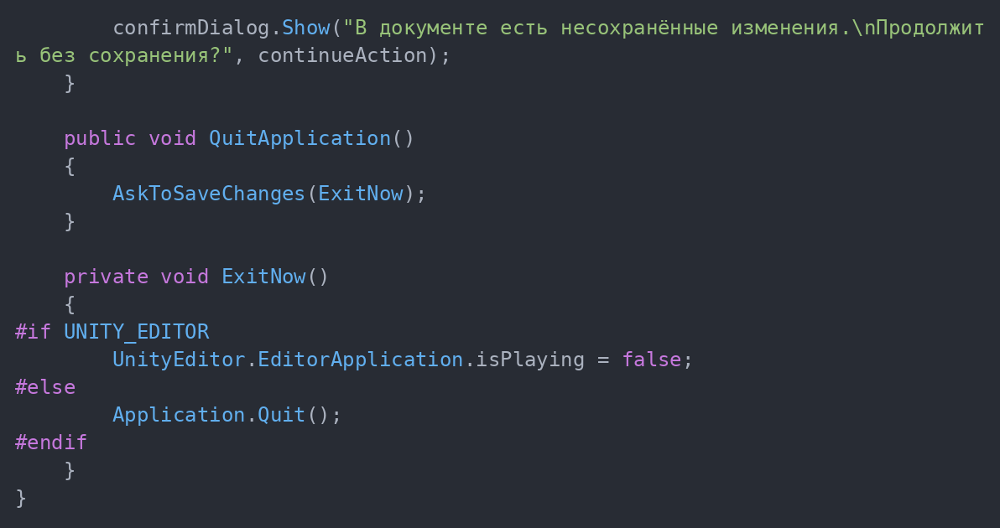 confirmDialog.Show("В документе есть несохранённые изменения.\nПродолжит
ь без сохранения?", continueAction);
    }

    public void QuitApplication()
    {
        AskToSaveChanges(ExitNow);
    }

    private void ExitNow()
    {
#if UNITY_EDITOR
        UnityEditor.EditorApplication.isPlaying = false;
#else
        Application.Quit();
#endif
    }
}